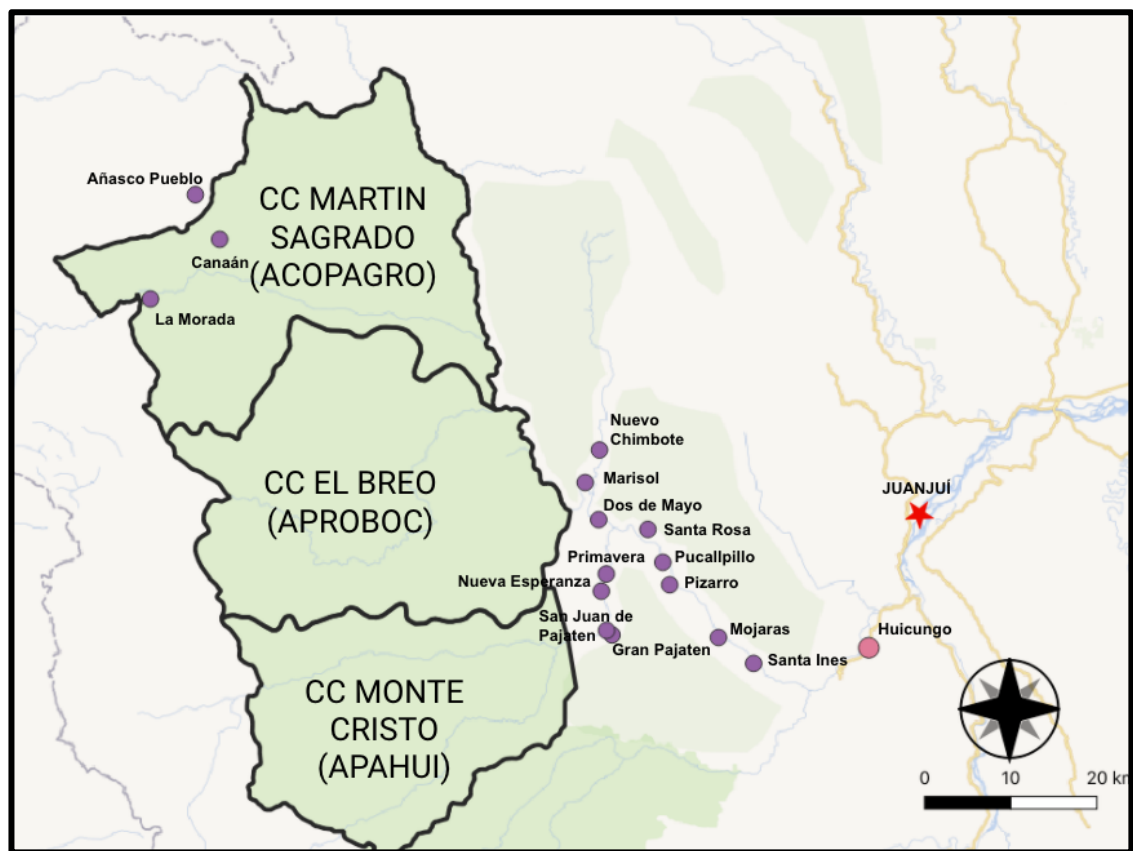 Añasco Pueblo
CC MARTIN
SAGRADO
(ACOPAGRO)
Canaán
La Morada
Nuevo
Chimbote
CC EL BREO
(APROBOC)
Marisol
JUANJUÍ
Dos de Mayo
Santa Rosa
Primavera
Pucallpillo
Nueva Esperanza
Pizarro
San Juan de
Pajaten
Gran Pajaten
Mojaras
Huicungo
Santa Ines
CC MONTE
CRISTO
(APAHUI)
0 10 20 km